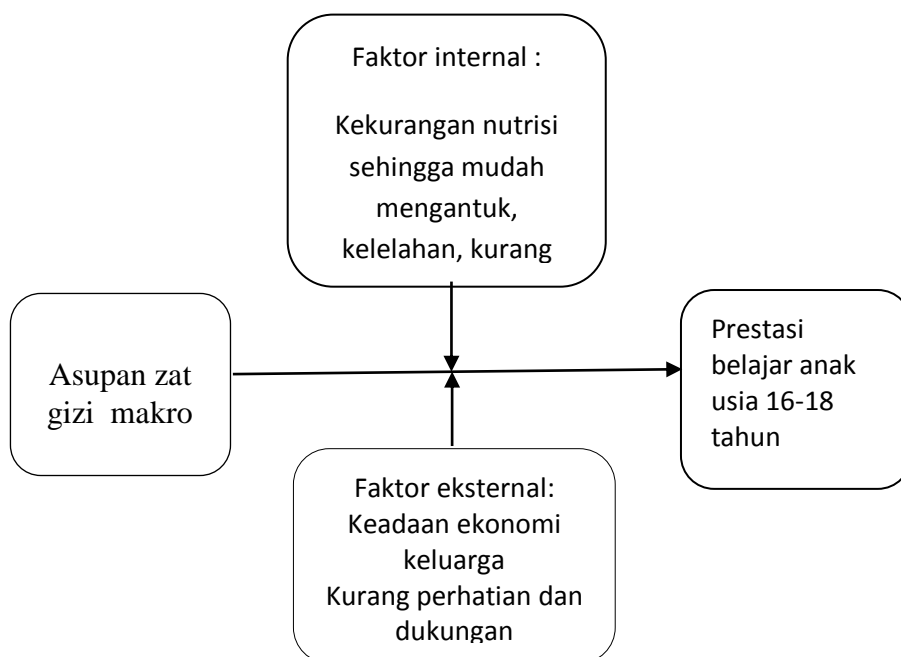 Faktor internal :
Kekurangan nutrisi
sehingga mudah
mengantuk,
kelelahan, kurang
Asupan zat
gizi makro
Prestasi
belajar anak
usia 16-18
tahun
Faktor eksternal:
Keadaan ekonomi
keluarga
Kurang perhatian dan
dukungan